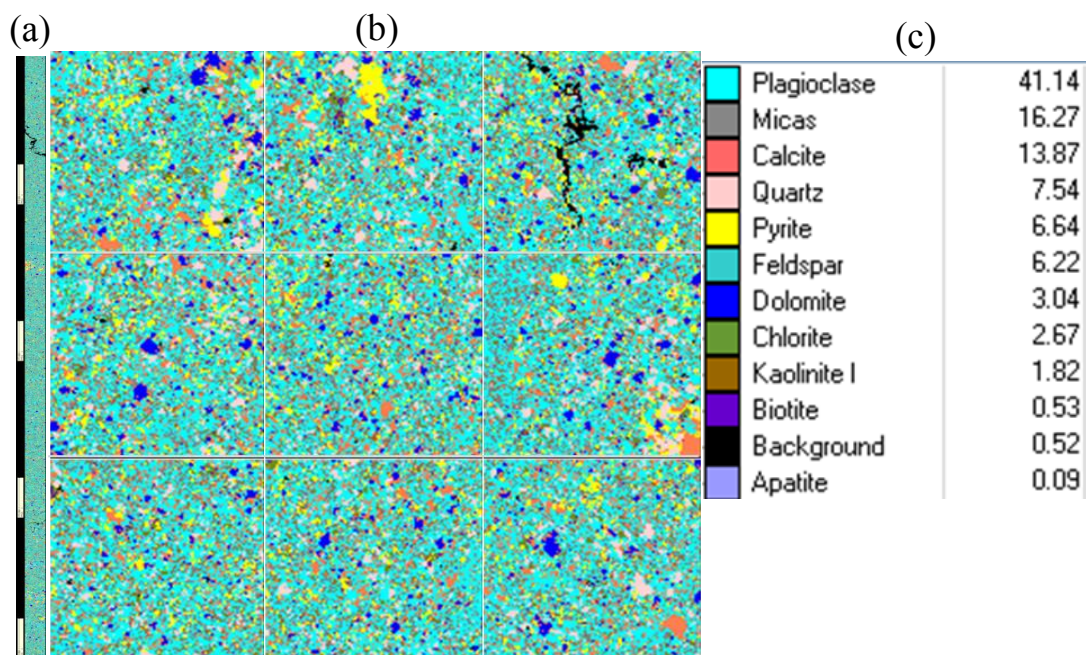 (a)
(b)
(c)
Plagioclase 41.14
Micas 16.27
Calcite 13.87
Quartz 7.54
Pyrite 6.64
Feldspar 6.22
Dolomite 3.04
Chlorite 2.67
Kaolinite I 1.82
Biotite 0.53
Background 0.52
Apatite 0.09